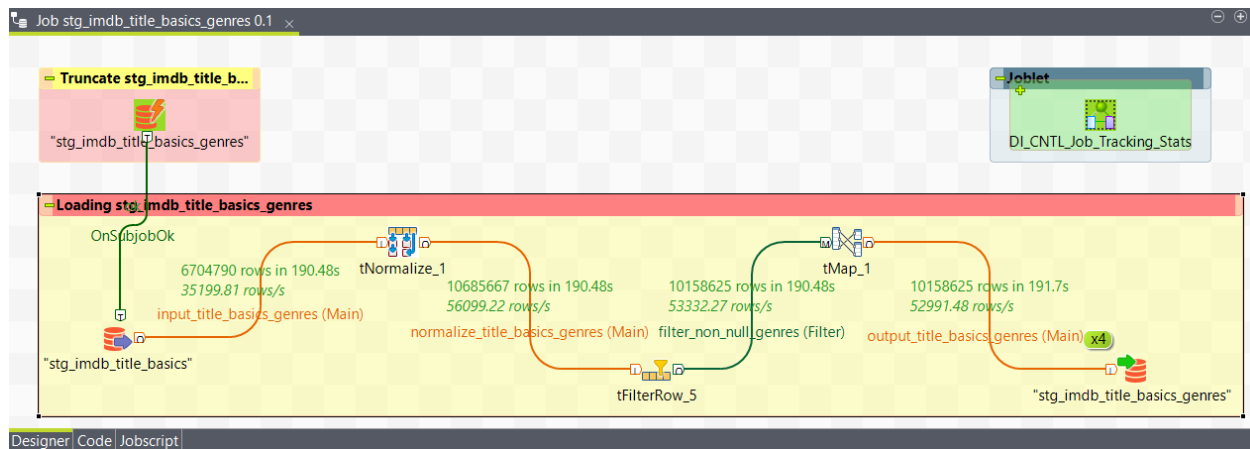 Job stg_imdb_title_basics_genres 0.1
Truncate stg_imdb_title_b...
"stg_imdb_title_basics_genres"
Joblet
DI_CNTL_Job_Tracking_Stats
Loading stg_imdb_title_basics_genres
OnSubjobOk
6704790 rows in 190.48s
35199.81 rows/s
input_title_basics_genres (Main)
"stg_imdb_title_basics"
tNormalize_1
10685667 rows in 190.48s
56099.22 rows/s
normalize_title_basics_genres (Main)
tFilterRow_5
10158625 rows in 190.48s
53332.27 rows/s
filter_non_null_genres (Filter)
tMap_1
10158625 rows in 191.7s
52991.48 rows/s
output_title_basics_genres (Main)
x4
"stg_imdb_title_basics_genres"
Designer Code Jobscript